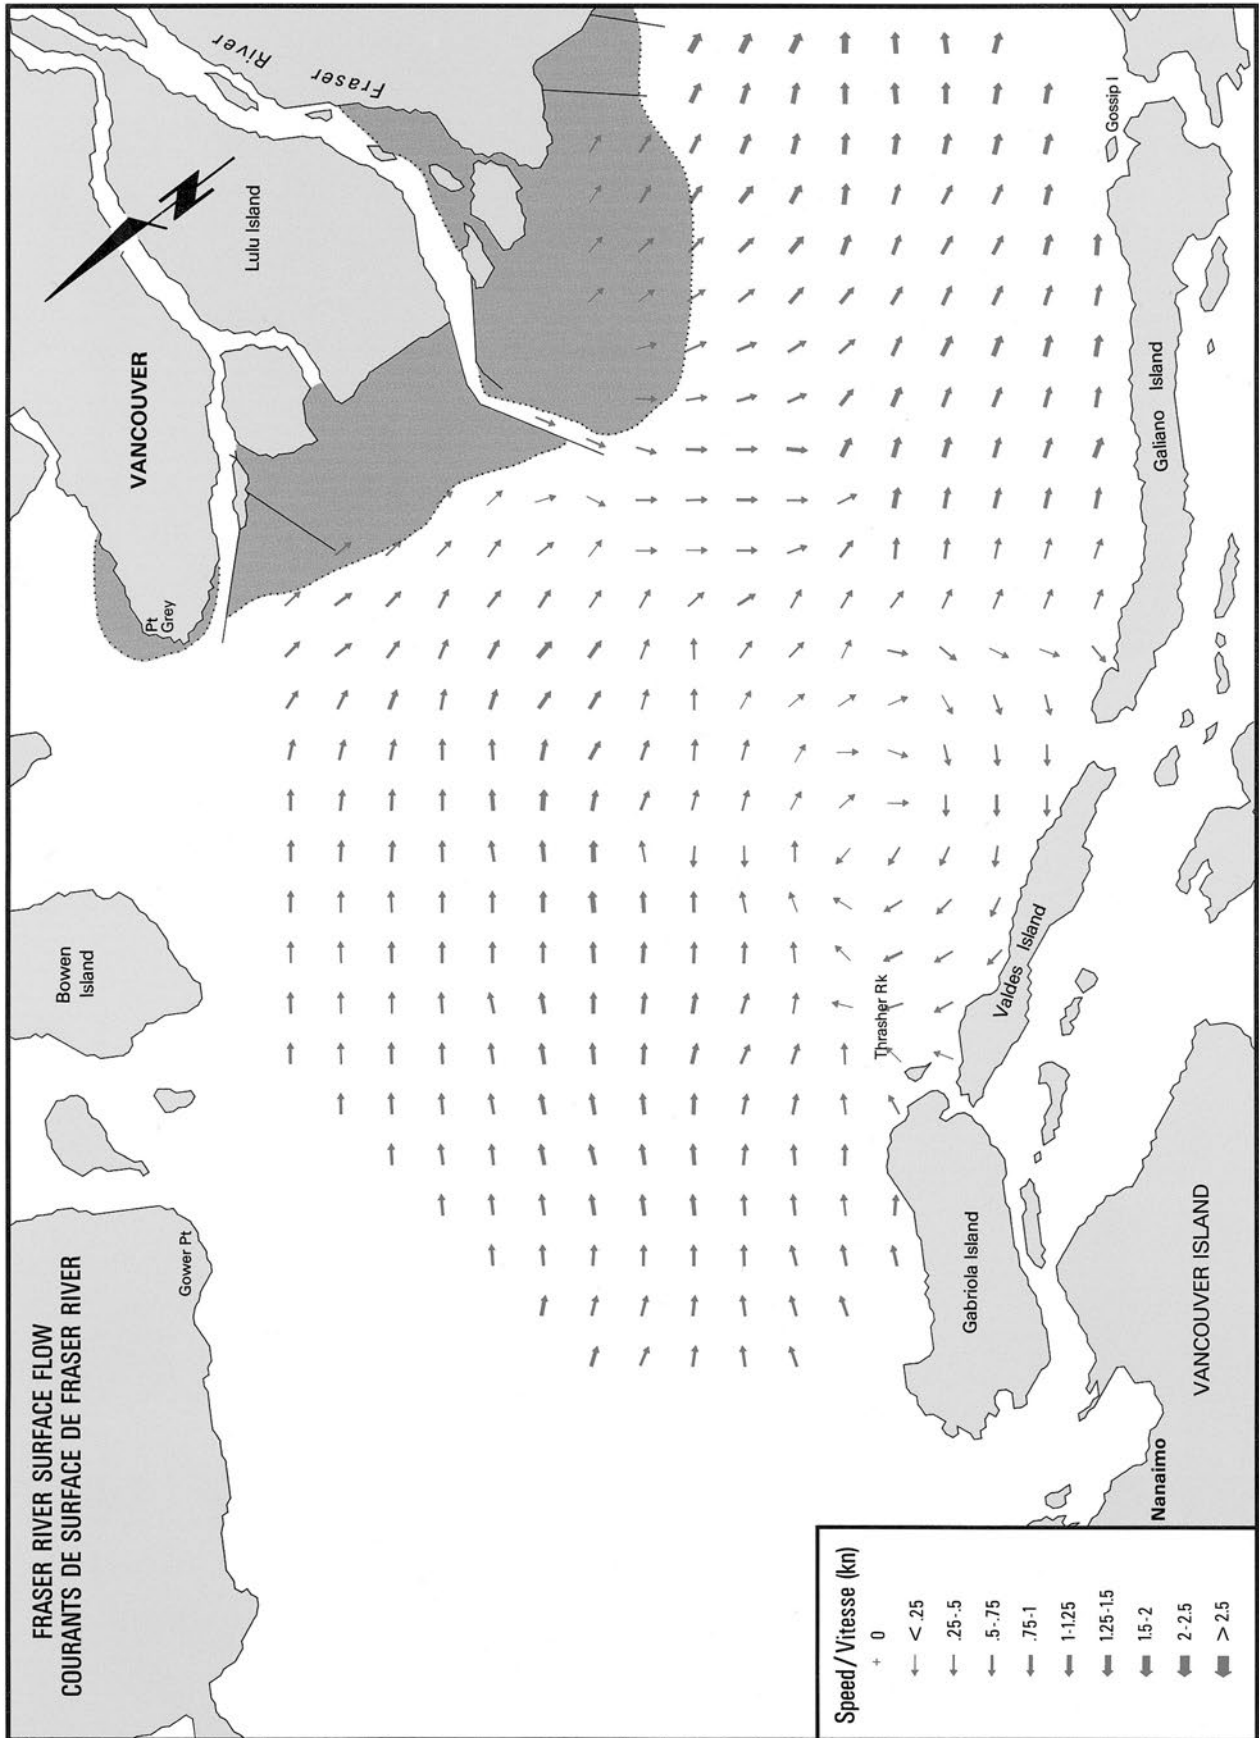 FRASER RIVER SURFACE FLOW
COURANTS DE SURFACE DE FRASER RIVER
Gower Pt
Bowen
Island
Pt
Grey
VANCOUVER
Lulu Island
Fraser
River
N
Thrasher Rk
Gabriola Island
Valdes Island
Galiano Island
Gossip I
Nanaimo
VANCOUVER ISLAND
Speed/Vitesse (kn)
+ 0
< .25
.25-.5
.5-.75
.75-1
1-1.25
1.25-1.5
1.5-2
2-2.5
> 2.5